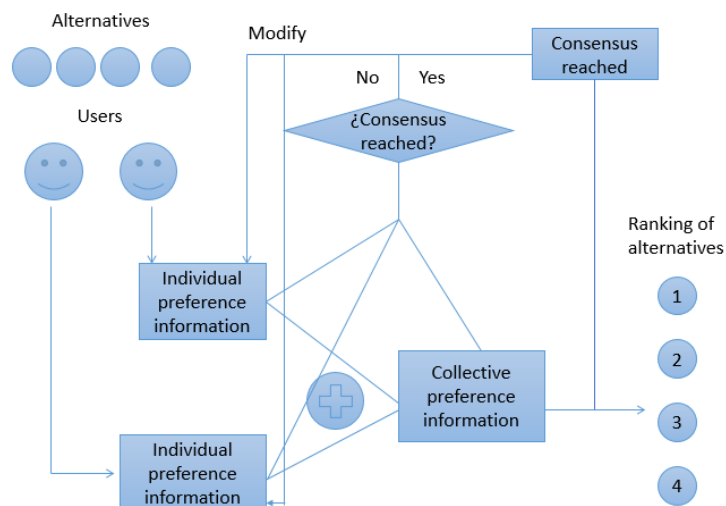 Alternatives
Modify
Consensus
reached
No
Yes
Users
¿Consensus
reached?
Ranking of
alternatives
Individual
preference
information
1
2
Collective
preference
information
3
Individual
preference
information
4